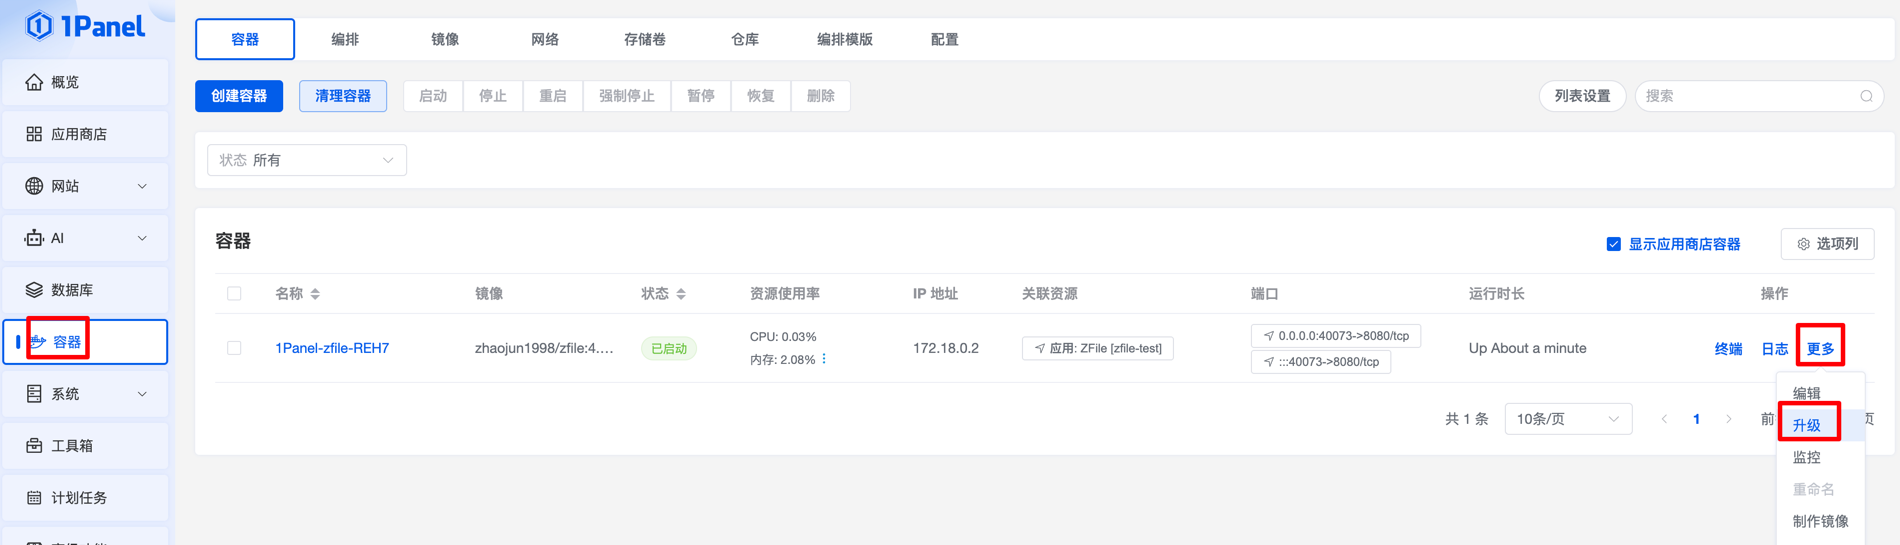 1Panel
概览
应用商店
网站
AI
数据库
容器
系统
工具箱
计划任务
容器 编排 镜像 网络 存储卷 仓库 编排模版 配置
创建容器 清理容器 启动 停止 重启 强制停止 暂停 恢复 删除 列表设置 搜索
状态 所有
容器
显示应用商店容器 选项列
名称 镜像 状态 资源使用率 IP 地址 关联资源 端口 运行时长 操作
1Panel-zfile-REH7 zhaojun1998/zfile:4.... 已启动 CPU: 0.03% 172.18.0.2 应用: ZFile [zfile-test] 0.0.0.0:40073->8080/tcp Up About a minute 终端 日志 更多
内存: 2.08% :::40073->8080/tcp
共 1 条 10条/页 1 前 页
编辑
升级
监控
重命名
制作镜像